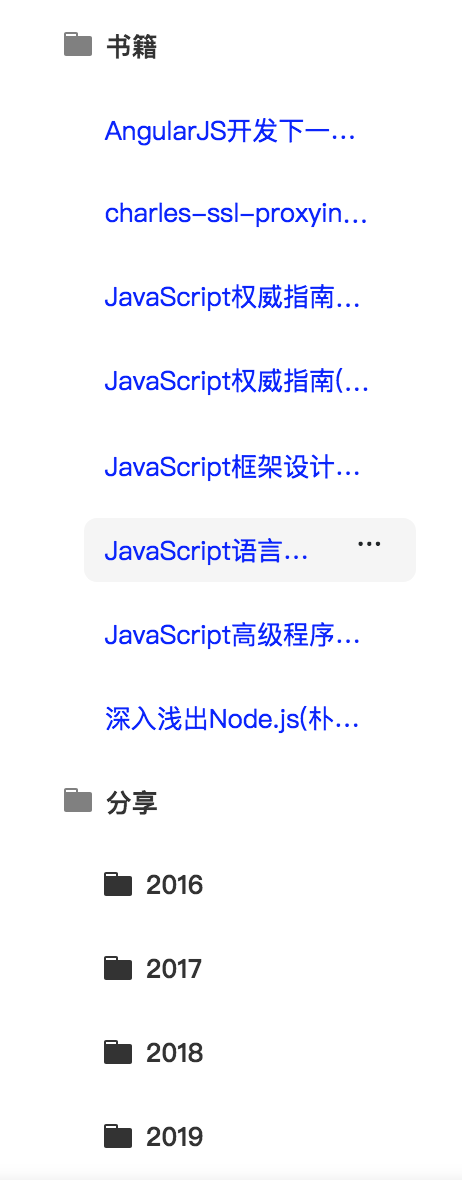 书籍
AngularJS开发下一...
charles-ssl-proxyin...
JavaScript权威指南...
JavaScript权威指南(...
JavaScript框架设计...
JavaScript语言... ...
JavaScript高级程序...
深入浅出Node.js(朴...
分享
2016
2017
2018
2019